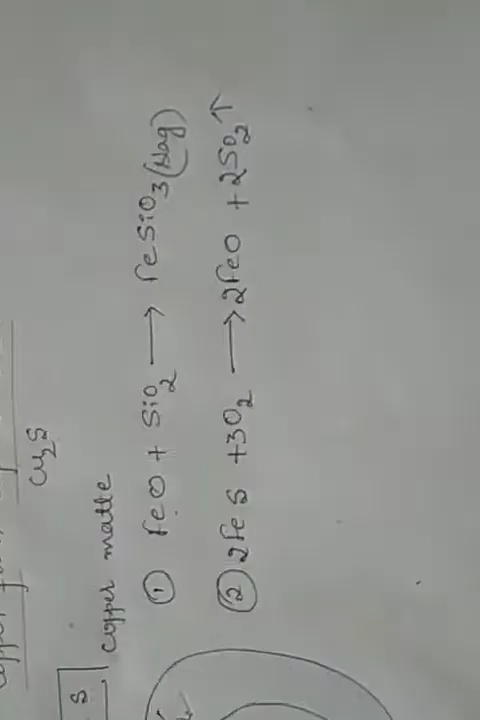 Cu₂S
S
copper matte
① FeO + SiO₂ → FeSiO₃ (slag)
② 2FeS + 3O₂ → 2FeO + 2SO₂ ↑